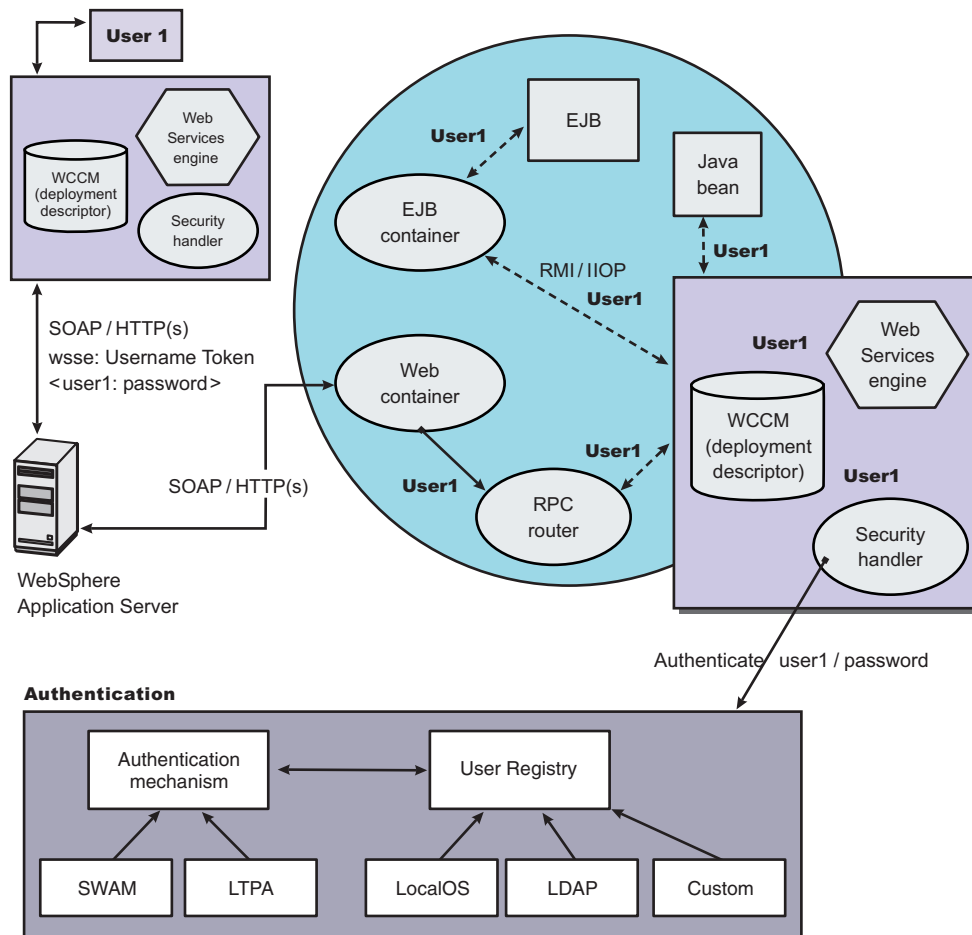 User 1
Web
Services
engine
WCCM
(deployment
descriptor)
Security
handler
SOAP / HTTP(s)
wsse: Username Token
<user1: password>
WebSphere
Application Server
SOAP / HTTP(s)
EJB
User1
EJB
container
Java
bean
User1
RMI / IIOP
User1
Web
container
User1
RPC
router
User1
User1
Web
Services
engine
WCCM
(deployment
descriptor)
User1
Security
handler
Authenticate user1 / password
Authentication
Authentication
mechanism
User Registry
SWAM
LTPA
LocalOS
LDAP
Custom